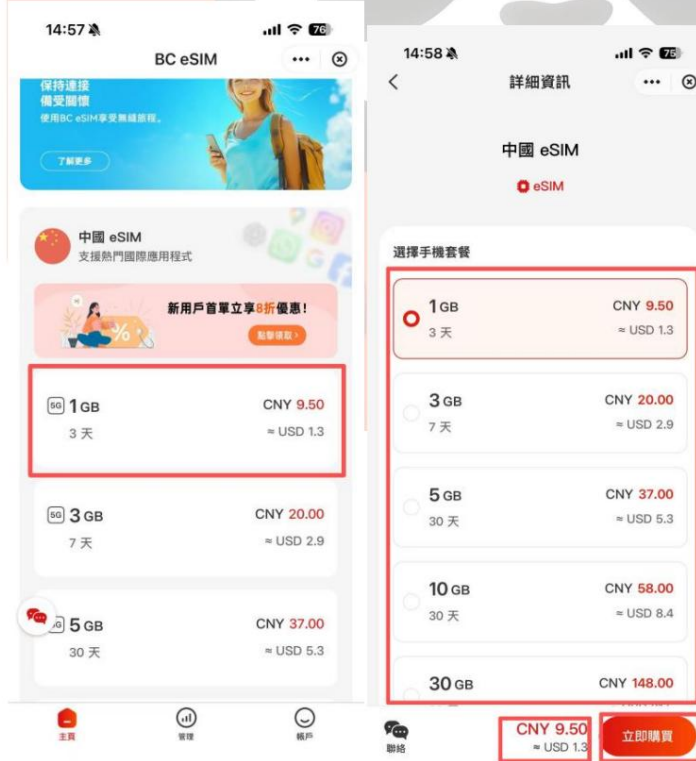 14:57
76
BC eSIM
保持連接
備受關懷
使用BC eSIM享受無縫旅程。
了解更多
中國 eSIM
支援熱門國際應用程式
新用戶首單立享8折優惠!
點擊領取 >
5G 1 GB CNY 9.50
3 天 ≈ USD 1.3
5G 3 GB CNY 20.00
7 天 ≈ USD 2.9
5 GB CNY 37.00
30 天 ≈ USD 5.3
主頁 管理 帳戶
14:58
75
詳細資訊
中國 eSIM
eSIM
選擇手機套餐
1 GB CNY 9.50
3 天 ≈ USD 1.3
3 GB CNY 20.00
7 天 ≈ USD 2.9
5 GB CNY 37.00
30 天 ≈ USD 5.3
10 GB CNY 58.00
30 天 ≈ USD 8.4
30 GB CNY 148.00
聯絡
CNY 9.50
≈ USD 1.3
立即購買